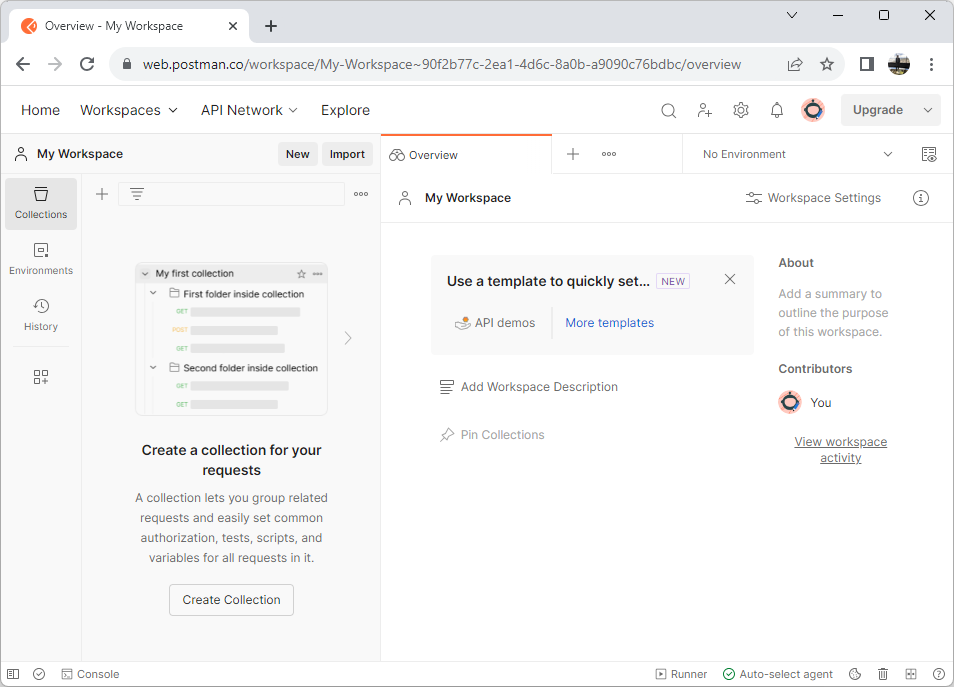 Overview - My Workspace
web.postman.co/workspace/My-Workspace~90f2b77c-2ea1-4d6c-8a0b-a9090c76bdbc/overview
Home Workspaces API Network Explore Upgrade
My Workspace New Import
Overview
No Environment
Collections
Environments
History
My first collection
First folder inside collection
GET
POST
GET
Second folder inside collection
GET
GET
Create a collection for your
requests
A collection lets you group related
requests and easily set common
authorization, tests, scripts, and
variables for all requests in it.
Create Collection
My Workspace Workspace Settings
Use a template to quickly set... NEW
API demos More templates
Add Workspace Description
Pin Collections
About
Add a summary to
outline the purpose
of this workspace.
Contributors
You
View workspace
activity
Console Runner Auto-select agent